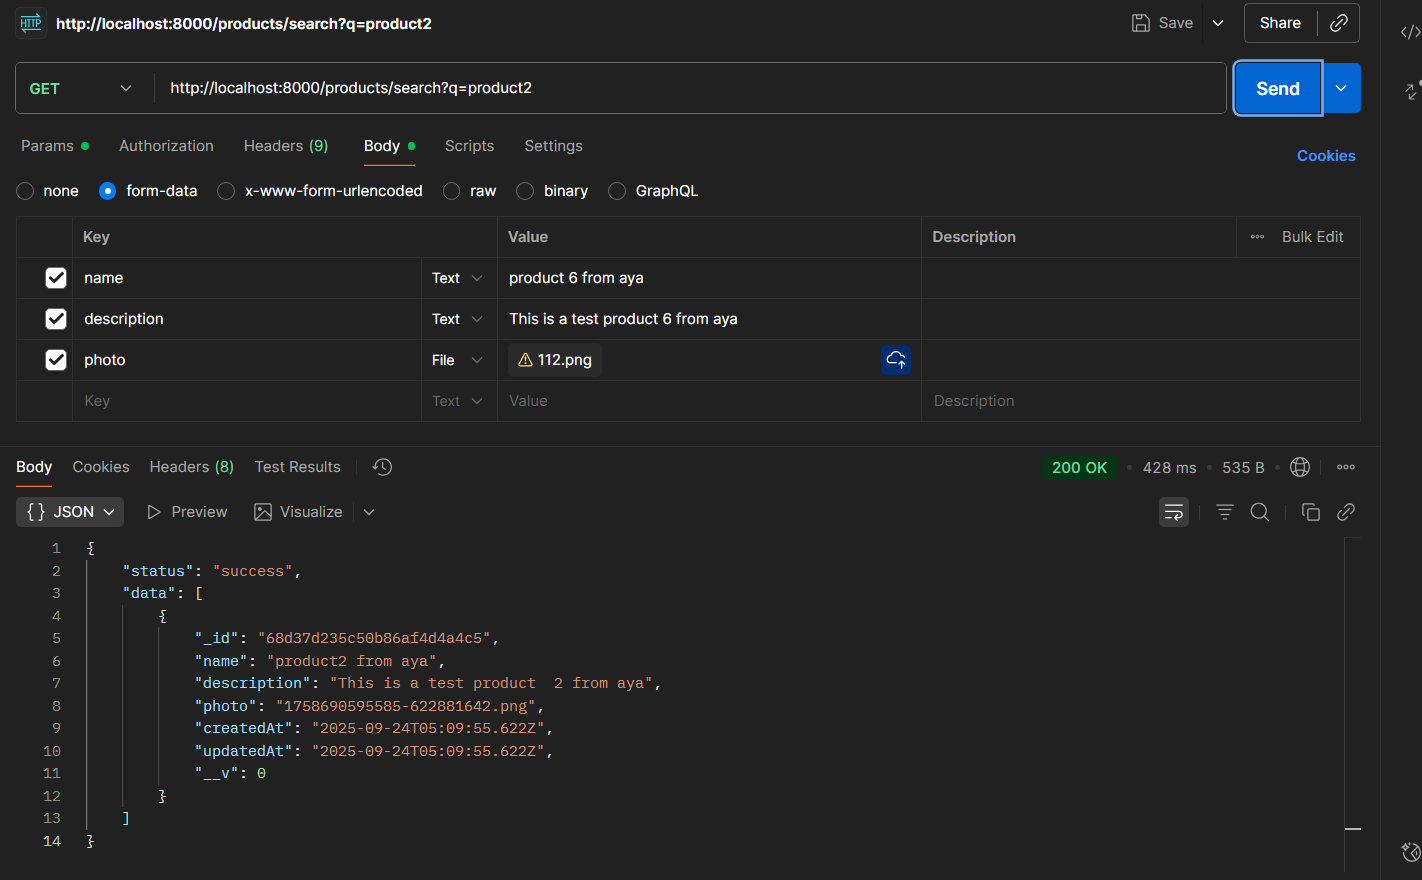 HTTP http://localhost:8000/products/search?q=product2 Save Share
GET http://localhost:8000/products/search?q=product2 Send
Params Authorization Headers (9) Body Scripts Settings Cookies
none form-data x-www-form-urlencoded raw binary GraphQL
Key Value Description Bulk Edit
name Text product 6 from aya
description Text This is a test product 6 from aya
photo File 112.png
Key Text Value Description
Body Cookies Headers (8) Test Results 200 OK 428 ms 535 B
{} JSON Preview Visualize
1 {
2 "status": "success",
3 "data": [
4 {
5 "_id": "68d37d235c50b86af4d4a4c5",
6 "name": "product2 from aya",
7 "description": "This is a test product  2 from aya",
8 "photo": "1758690595585-622881642.png",
9 "createdAt": "2025-09-24T05:09:55.622Z",
10 "updatedAt": "2025-09-24T05:09:55.622Z",
11 "__v": 0
12 }
13 ]
14 }